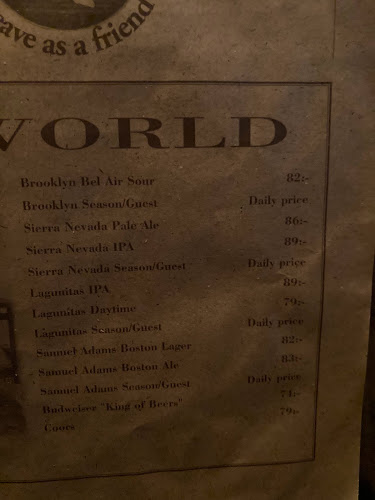 eave as a friend
WORLD
Brooklyn Bel Air Sour 82:-
Brooklyn Season/Guest Daily price
Sierra Nevada Pale Ale 86:-
Sierra Nevada IPA 89:-
Sierra Nevada Season/Guest Daily price
Lagunitas IPA 89:-
Lagunitas Daytime 79:-
Lagunitas Season/Guest Daily price
Samuel Adams Boston Lager 82:-
Samuel Adams Boston Ale 83:-
Samuel Adams Season/Guest Daily price
Budweiser "King of Beers" 74:-
Coors 79:-